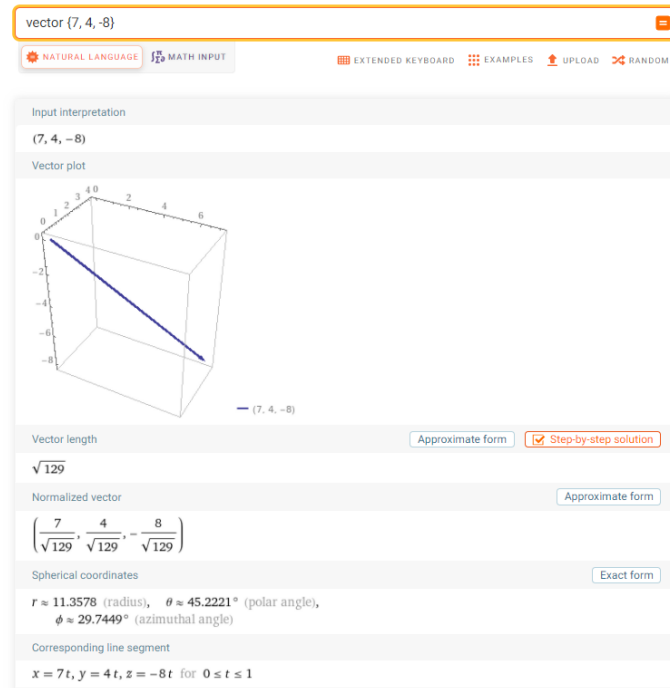 vector {7, 4, -8}
=
NATURAL LANGUAGE ∫Σ∂π MATH INPUT EXTENDED KEYBOARD EXAMPLES UPLOAD RANDOM
Input interpretation
(7, 4, −8)
Vector plot
0 1 2 3 4 0 2 4 6
0
−2
−4
−6
−8
(7, 4, −8)
Vector length Approximate form Step-by-step solution
√129
Normalized vector Approximate form
(7/√129, 4/√129, −8/√129)
Spherical coordinates Exact form
r ≈ 11.3578 (radius), θ ≈ 45.2221° (polar angle),
ϕ ≈ 29.7449° (azimuthal angle)
Corresponding line segment
x = 7 t, y = 4 t, z = −8 t for 0 ≤ t ≤ 1